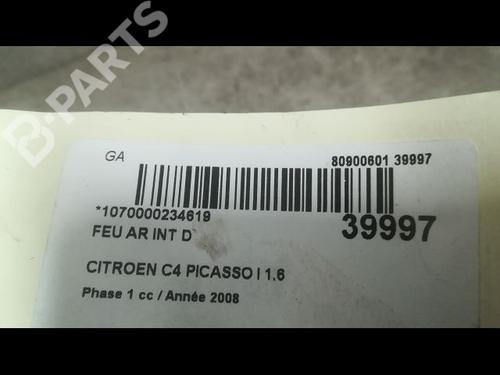 B-PARTS
GA
80900601 39997
*1070000234619
39997
FEU AR INT D
CITROEN C4 PICASSO I 1.6
Phase 1 cc / Année 2008
B-PARTS